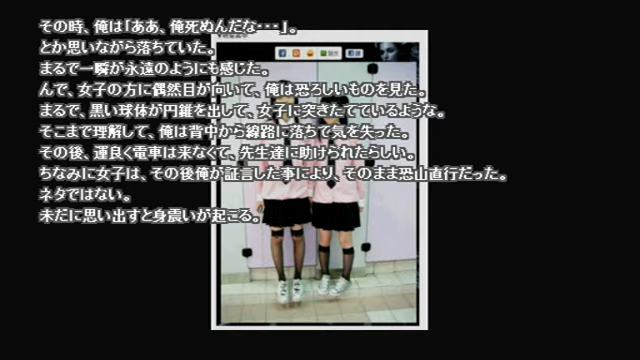 その時、俺は「ああ、俺死ぬんだな・・・」。
とか思いながら落ちていた。
まるで一瞬が永遠のようにも感じた。
んで、女子の方に偶然目が向いて、俺は恐ろしいものを見た。
まるで、黒い球体が円錐を出して、女子に突きたてているような。
そこまで理解して、俺は背中から線路に落ちて気を失った。
その後、運良く電車は来なくて、先生達に助けられたらしい。
ちなみに女子は、その後俺が証言した事により、そのまま恐山直行だった。
ネタではない。
未だに思い出すと身震いが起こる。